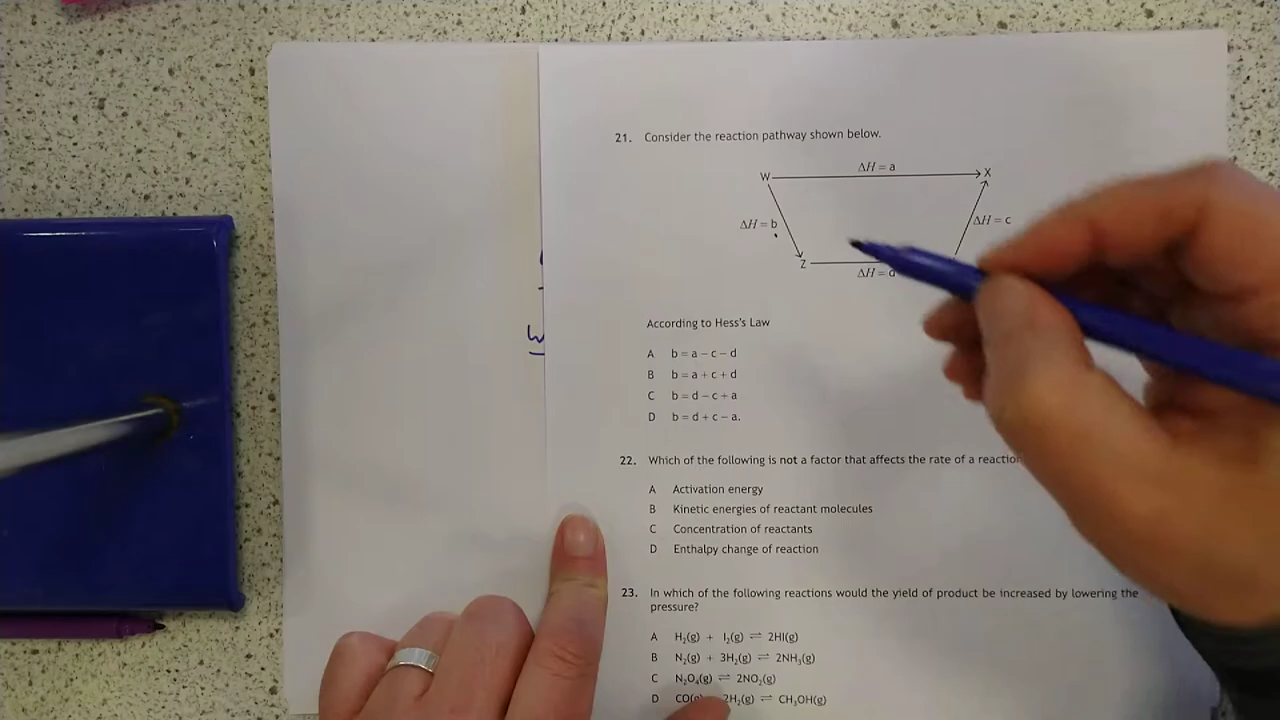 21. Consider the reaction pathway shown below.
ΔH = a
W X
ΔH = b ΔH = c
Z
ΔH = d
According to Hess's Law
A b = a – c – d
B b = a + c + d
C b = d – c + a
D b = d + c – a.
22. Which of the following is not a factor that affects the rate of a reaction
A Activation energy
B Kinetic energies of reactant molecules
C Concentration of reactants
D Enthalpy change of reaction
23. In which of the following reactions would the yield of product be increased by lowering the
pressure?
A H₂(g) + I₂(g) ⇌ 2HI(g)
B N₂(g) + 3H₂(g) ⇌ 2NH₃(g)
C N₂O₄(g) ⇌ 2NO₂(g)
D CO(g) 2H₂(g) ⇌ CH₃OH(g)